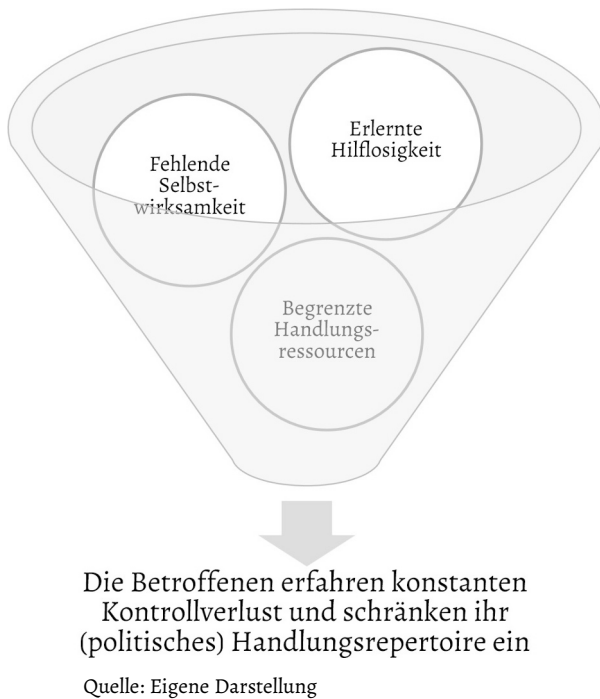 Erlernte
Hilflosigkeit
Fehlende
Selbst-
wirksamkeit
Begrenzte
Handlungs-
ressourcen
Die Betroffenen erfahren konstanten
Kontrollverlust und schränken ihr
(politisches) Handlungsrepertoire ein
Quelle: Eigene Darstellung